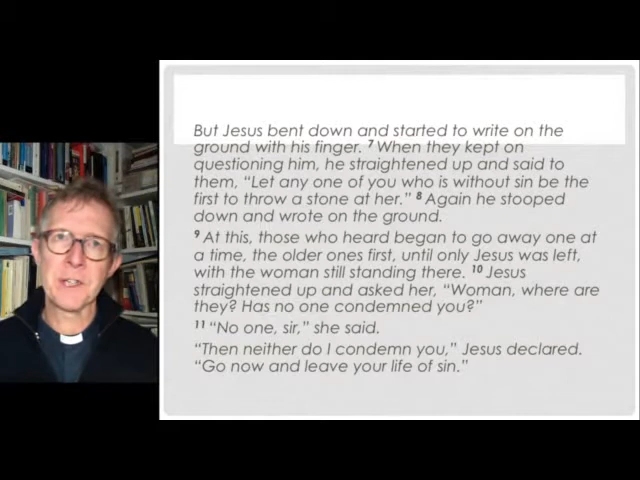 But Jesus bent down and started to write on the
ground with his finger. 7 When they kept on
questioning him, he straightened up and said to
them, “Let any one of you who is without sin be the
first to throw a stone at her.” 8 Again he stooped
down and wrote on the ground.
9 At this, those who heard began to go away one at
a time, the older ones first, until only Jesus was left,
with the woman still standing there. 10 Jesus
straightened up and asked her, “Woman, where are
they? Has no one condemned you?”
11 “No one, sir,” she said.
“Then neither do I condemn you,” Jesus declared.
“Go now and leave your life of sin.”